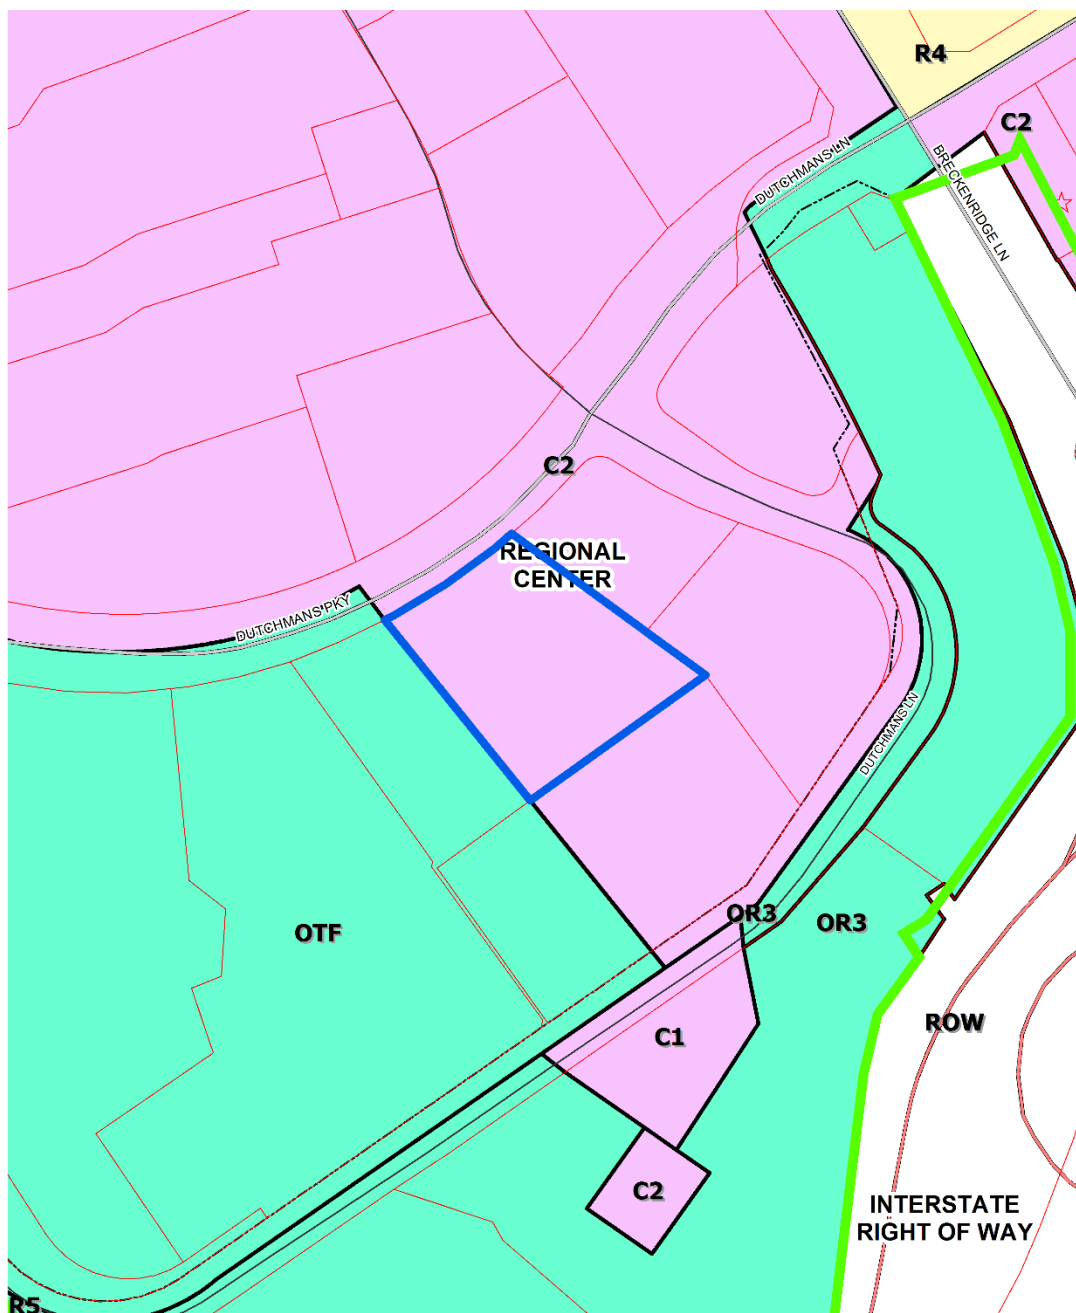 R4
C2
DUTCHMANS LN
BRECKENRIDGE LN
C2
REGIONAL
CENTER
DUTCHMANS PKY
DUTCHMANS LN
OR3
OR3
OTF
ROW
C1
C2
INTERSTATE
RIGHT OF WAY
R5